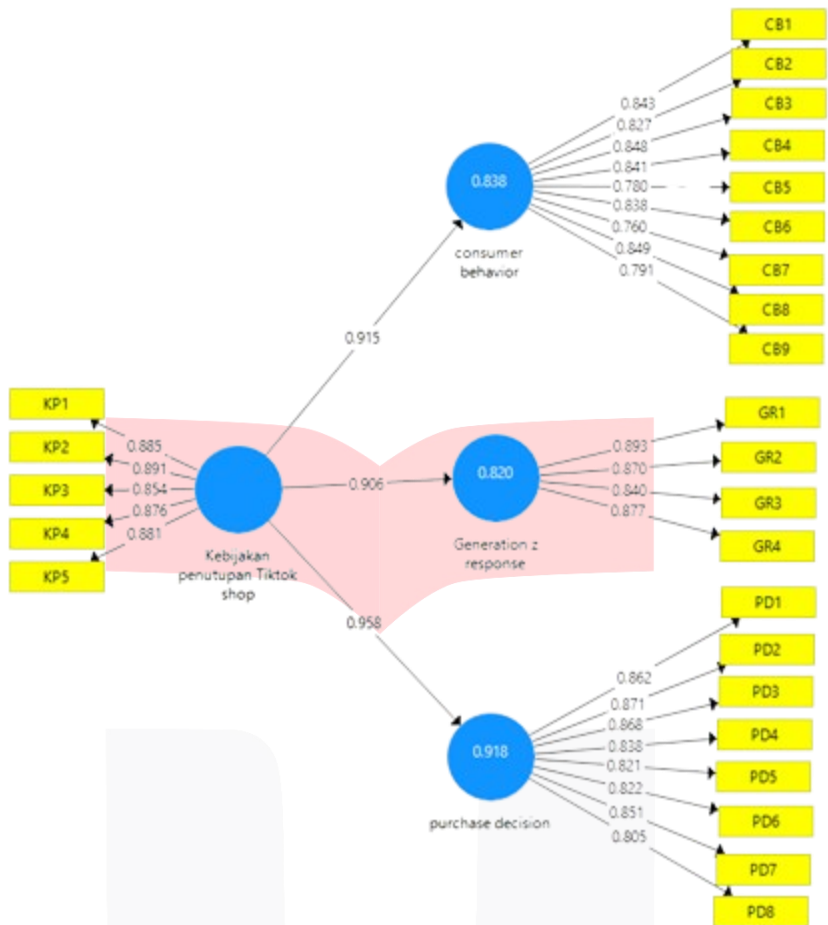 CB1
CB2
CB3
CB4
CB5
CB6
CB7
CB8
CB9
0.843
0.827
0.848
0.841
0.780
0.838
0.760
0.849
0.791
0.838
consumer
behavior
0.915
KP1
KP2
KP3
KP4
KP5
0.885
0.891
0.854
0.876
0.881
Kebijakan
penutupan Tiktok
shop
0.906
0.820
Generation z
response
0.893
0.870
0.840
0.877
GR1
GR2
GR3
GR4
0.958
0.918
purchase decision
0.862
0.871
0.868
0.838
0.821
0.822
0.851
0.805
PD1
PD2
PD3
PD4
PD5
PD6
PD7
PD8